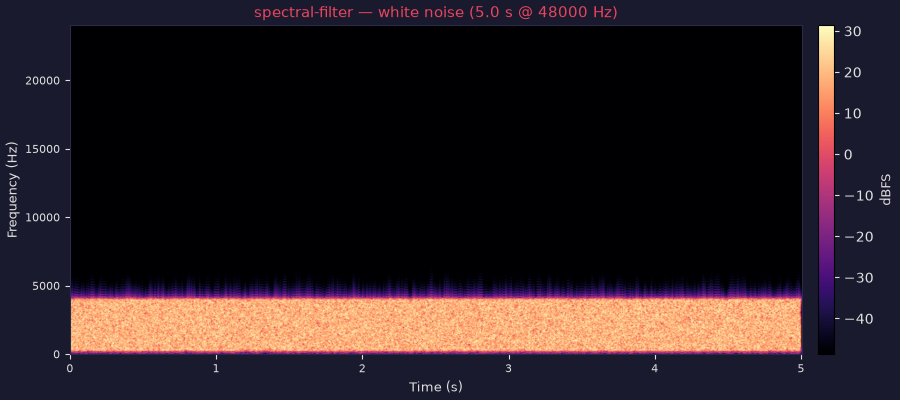 spectral-filter — white noise (5.0 s @ 48000 Hz)
Frequency (Hz)
20000
15000
10000
5000
0
0 1 2 3 4 5
Time (s)
30
20
10
0
−10
−20
−30
−40
dBFS